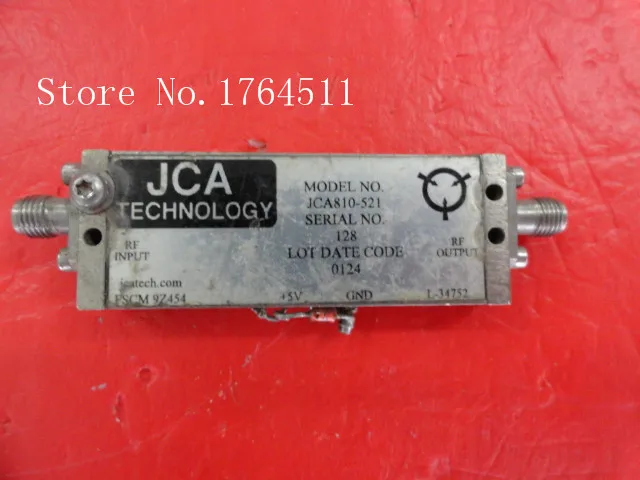 Store No.1764511
JCA
TECHNOLOGY
MODEL NO.
JCA810-521
SERIAL NO.
128
LOT DATE CODE
0124
RF
INPUT
RF
OUTPUT
jcatech.com
FSCM 9Z454
+5V
GND
L-34752